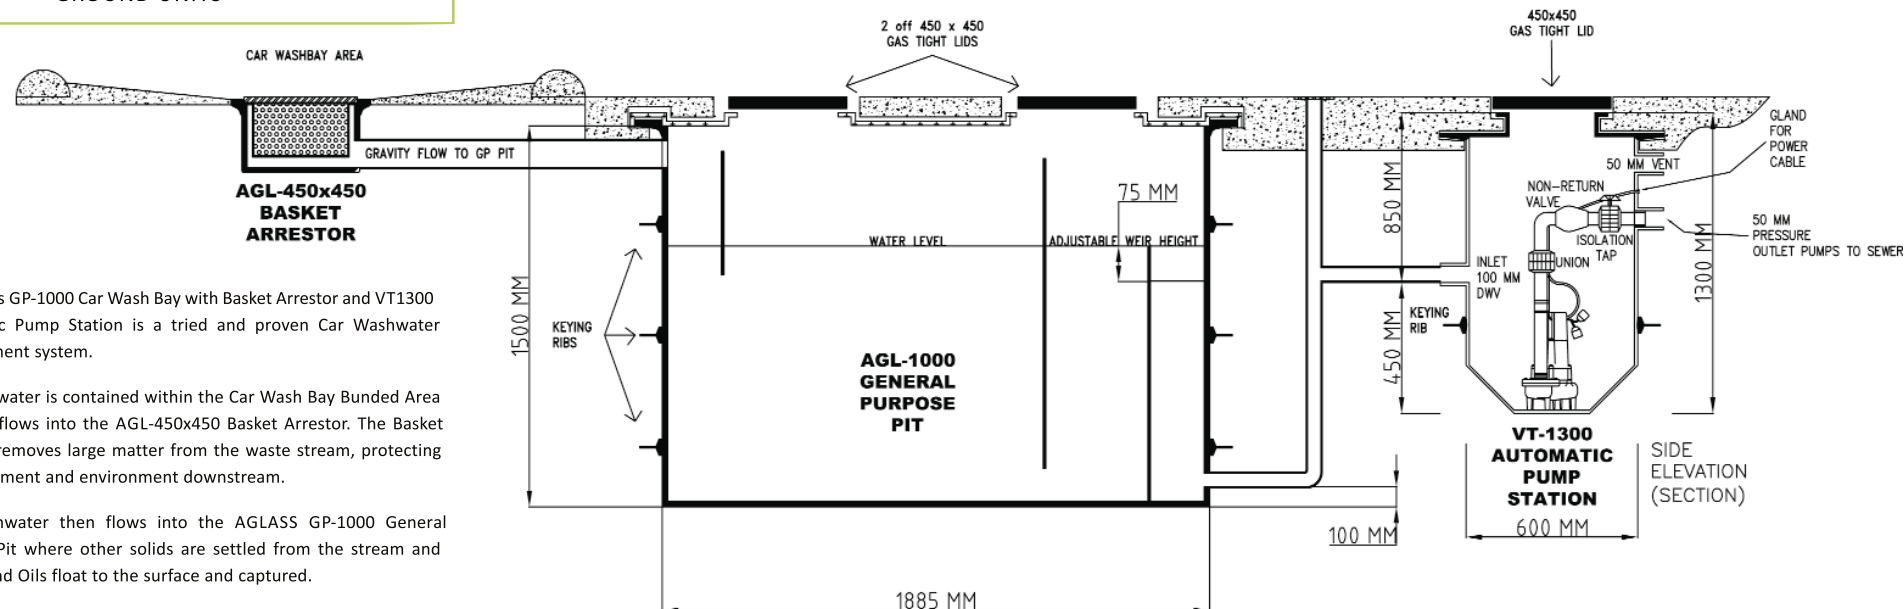 CAR WASHBAY AREA
2 off 450 x 450
GAS TIGHT LIDS
450x450
GAS TIGHT LID
GRAVITY FLOW TO GP PIT
AGL-450x450
BASKET
ARRESTOR
75 MM
WATER LEVEL
ADJUSTABLE WEIR HEIGHT
1500 MM
KEYING
RIBS
AGL-1000
GENERAL
PURPOSE
PIT
1885 MM
100 MM
850 MM
450 MM
INLET
100 MM
DWV
KEYING
RIB
NON-RETURN
VALVE
50 MM VENT
GLAND
FOR
POWER
CABLE
ISOLATION
TAP
UNION
50 MM
PRESSURE
OUTLET PUMPS TO SEWER
1300 MM
VT-1300
AUTOMATIC
PUMP
STATION
600 MM
SIDE
ELEVATION
(SECTION)
s GP-1000 Car Wash Bay with Basket Arrestor and VT1300
c Pump Station is a tried and proven Car Washwater
ment system.
water is contained within the Car Wash Bay Bunded Area
flows into the AGL-450x450 Basket Arrestor. The Basket
removes large matter from the waste stream, protecting
ment and environment downstream.
hwater then flows into the AGLASS GP-1000 General
Pit where other solids are settled from the stream and
nd Oils float to the surface and captured.